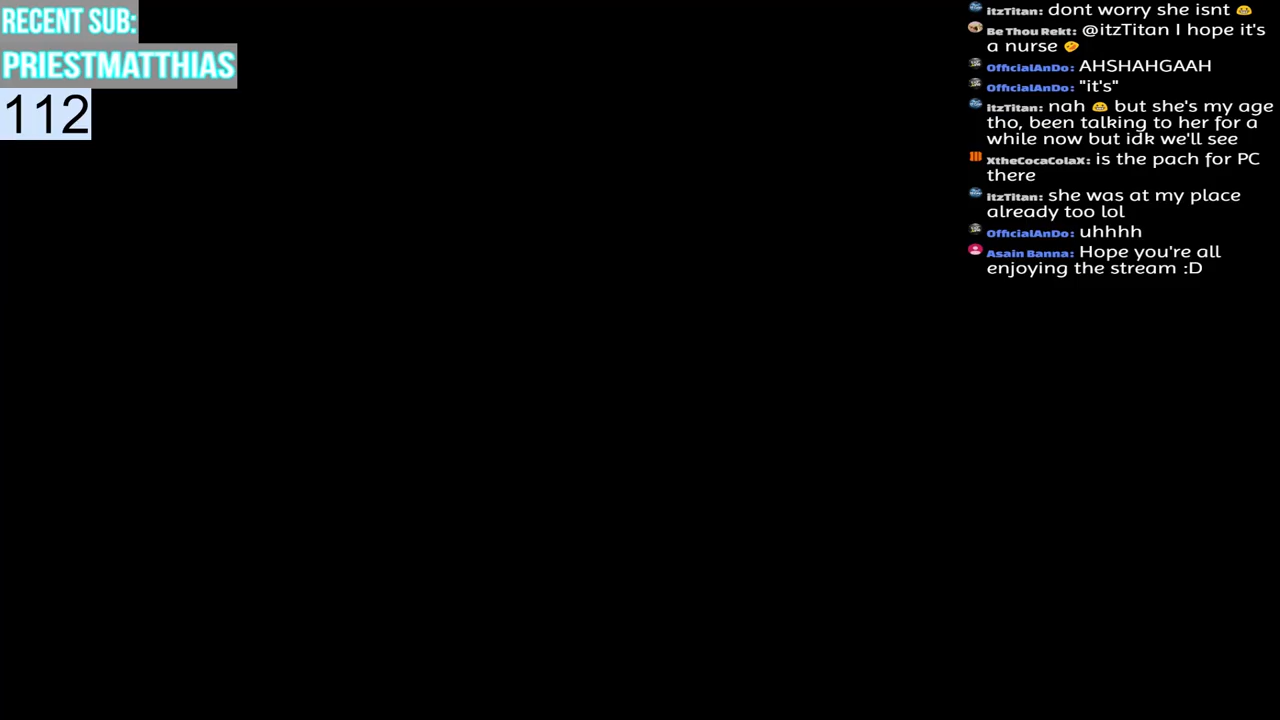 RECENT SUB:
PRIESTMATTHIAS
112
itzTitan: dont worry she isnt 😂
Be Thou Rekt: @itzTitan I hope it's
a nurse 🤣
OfficialAnDo: AHSHAHGAAH
OfficialAnDo: "it's"
itzTitan: nah 😂 but she's my age
tho, been talking to her for a
while now but idk we'll see
XtheCocaColaX: is the pach for PC
there
itzTitan: she was at my place
already too lol
OfficialAnDo: uhhhh
Asain Banna: Hope you're all
enjoying the stream :D